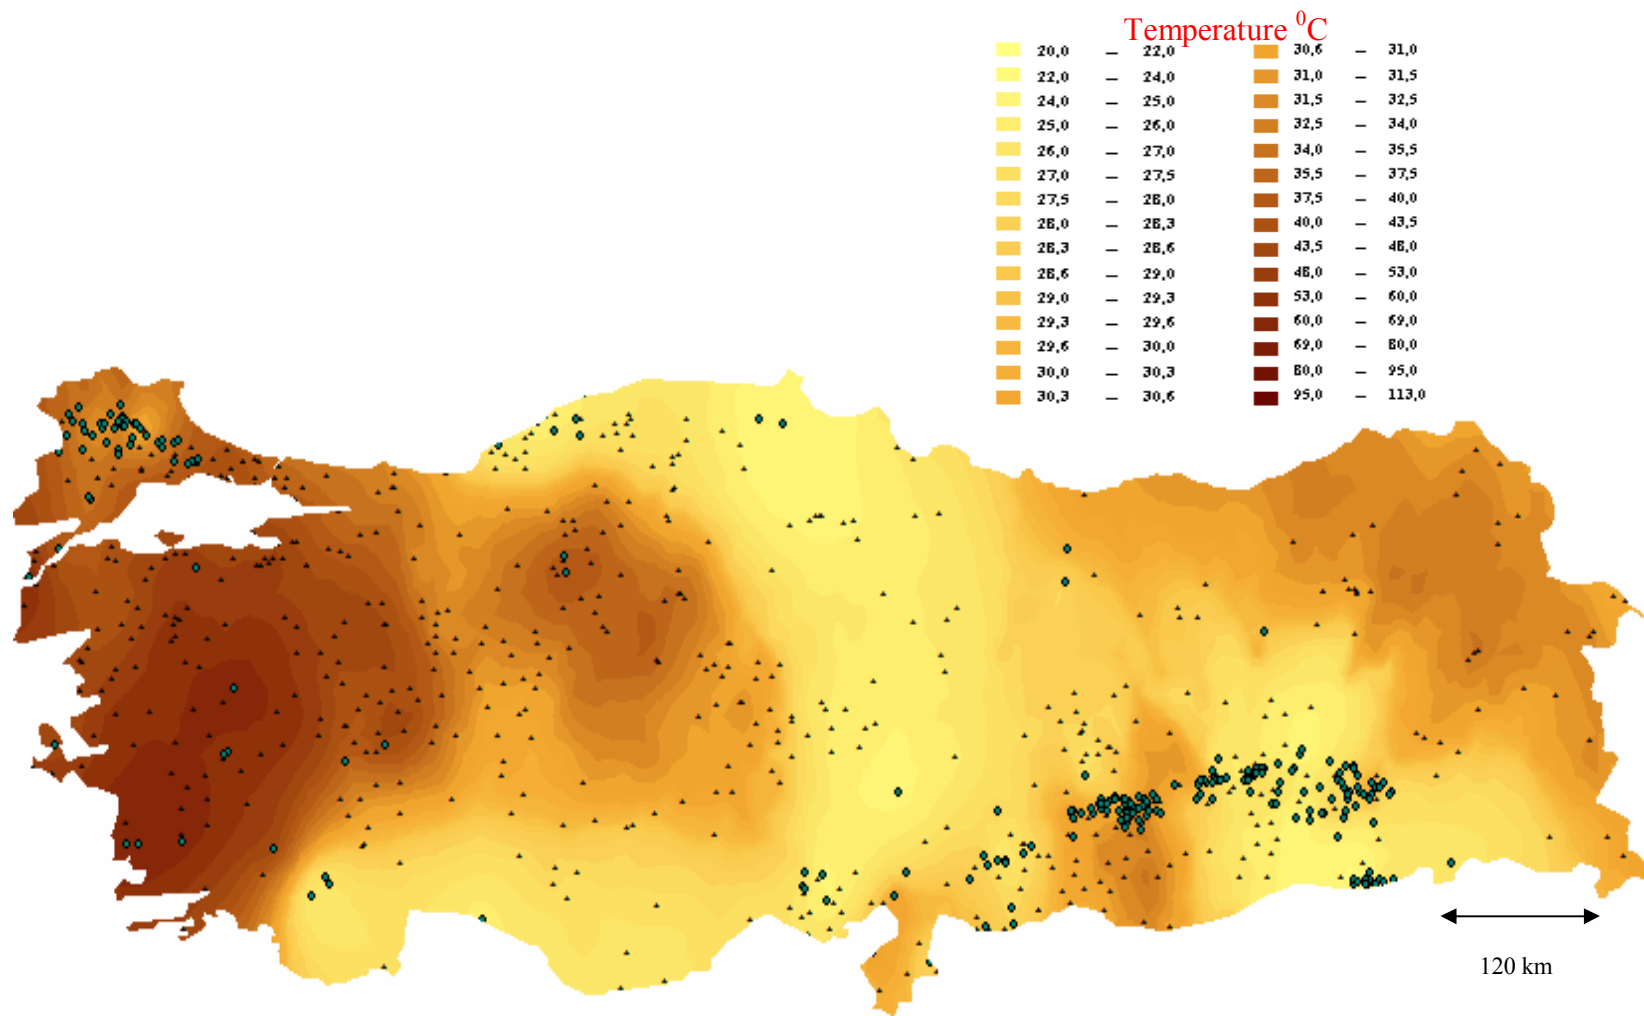 Temperature ⁰C
20,0 – 22,0 30,6 – 31,0
22,0 – 24,0 31,0 – 31,5
24,0 – 25,0 31,5 – 32,5
25,0 – 26,0 32,5 – 34,0
26,0 – 27,0 34,0 – 35,5
27,0 – 27,5 35,5 – 37,5
27,5 – 28,0 37,5 – 40,0
28,0 – 28,3 40,0 – 43,5
28,3 – 28,6 43,5 – 48,0
28,6 – 29,0 48,0 – 53,0
29,0 – 29,3 53,0 – 60,0
29,3 – 29,6 60,0 – 69,0
29,6 – 30,0 69,0 – 80,0
30,0 – 30,3 80,0 – 95,0
30,3 – 30,6 95,0 – 113,0
120 km